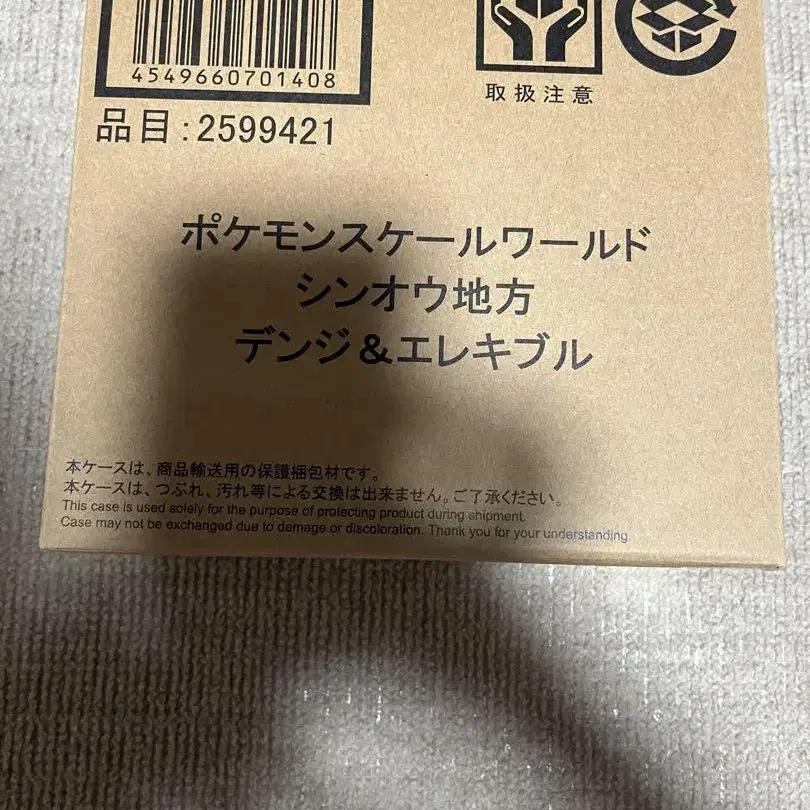 4549660701408
取扱注意
品目:2599421
ポケモンスケールワールド
シンオウ地方
デンジ&エレキブル
本ケースは、商品輸送用の保護梱包材です。
本ケースは、つぶれ、汚れ等による交換は出来ません。ご了承ください。
This case is used solely for the purpose of protecting product during shipment.
Case may not be exchanged due to damage or discoloration. Thank you for your understanding.